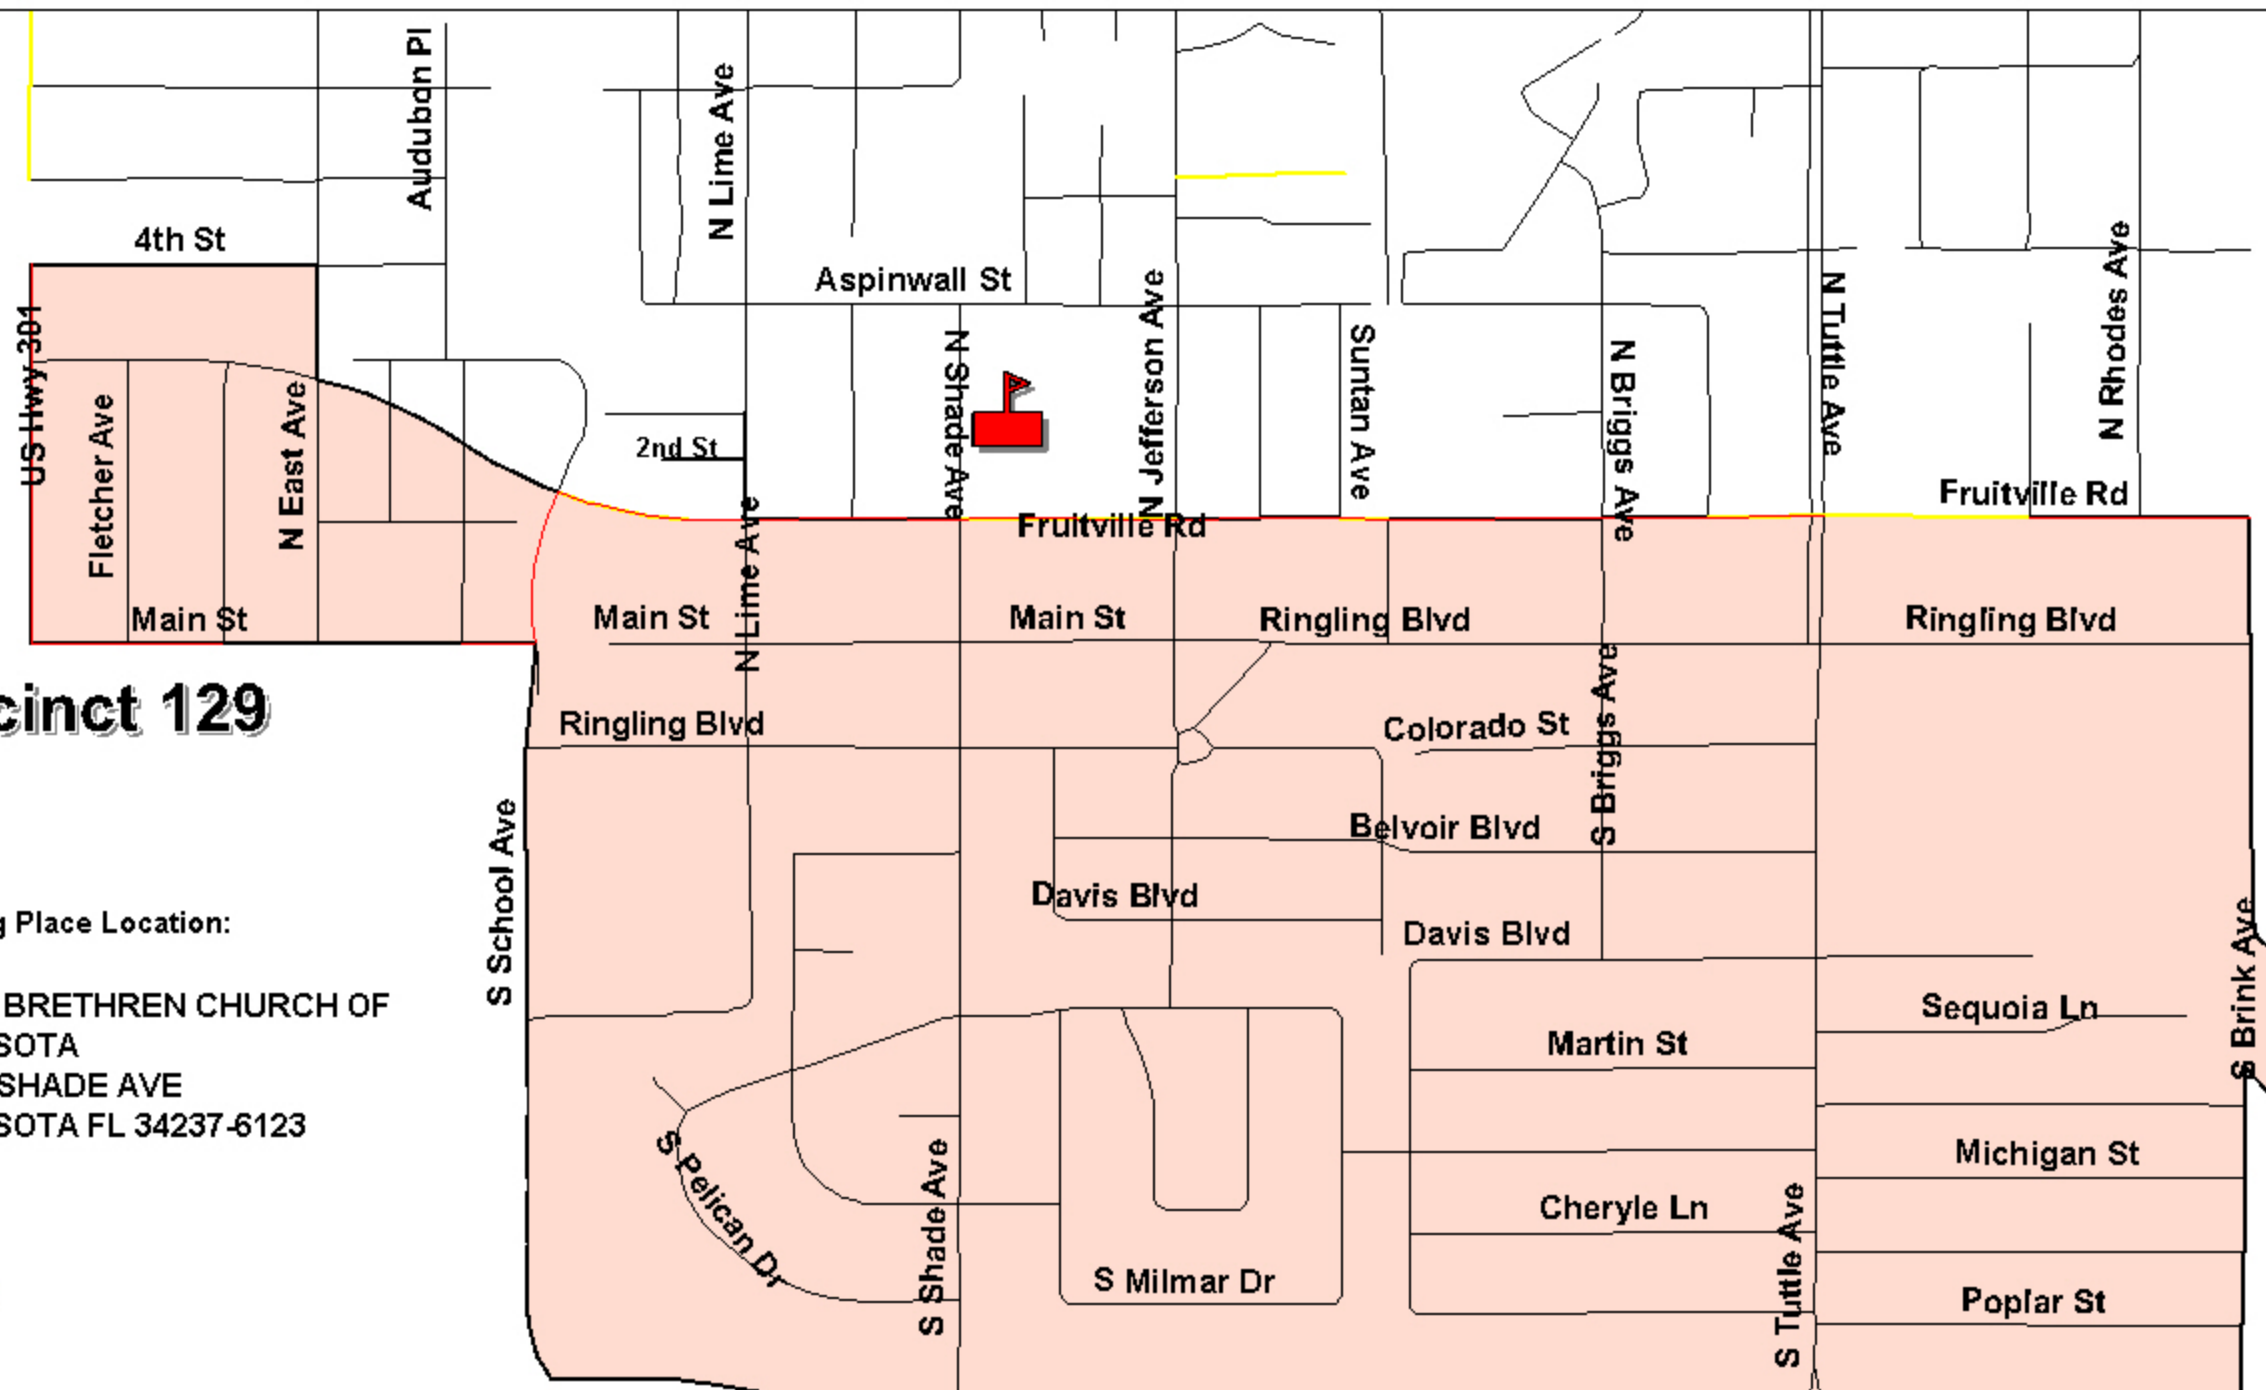 Audubon Pl
N Lime Ave
4th St
Aspinwall St
US Hwy 301
Fletcher Ave
N East Ave
2nd St
N Shade Ave
N Jefferson Ave
Suntan Ave
N Briggs Ave
N Tuttle Ave
N Rhodes Ave
Fruitville Rd
Fruitville Rd
N Lime Ave
Main St
Main St
Main St
Ringling Blvd
Ringling Blvd
cinct 129
Ringling Blvd
Colorado St
S Briggs Ave
Belvoir Blvd
S School Ave
Davis Blvd
g Place Location:
Davis Blvd
S Brink Ave
BRETHREN CHURCH OF
SOTA
SHADE AVE
SOTA FL 34237-6123
Sequoia Ln
Martin St
S Pelican Dr
S Shade Ave
Michigan St
Cheryle Ln
S Tuttle Ave
S Milmar Dr
Poplar St